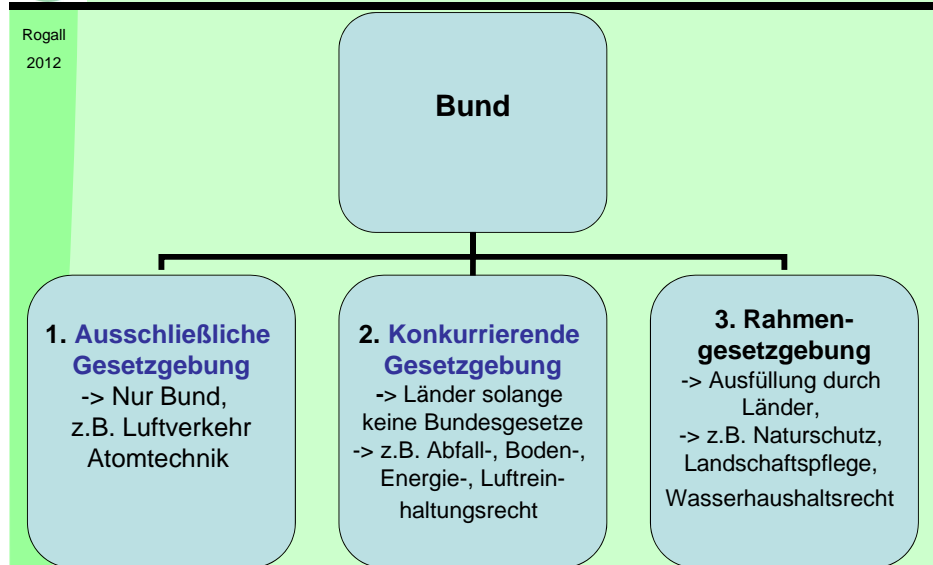 Rogall
2012
Bund
1. Ausschließliche
Gesetzgebung
-> Nur Bund,
z.B. Luftverkehr
Atomtechnik
2. Konkurrierende
Gesetzgebung
-> Länder solange
keine Bundesgesetze
-> z.B. Abfall-, Boden-,
Energie-, Luftrein-
haltungsrecht
3. Rahmen-
gesetzgebung
-> Ausfüllung durch
Länder,
-> z.B. Naturschutz,
Landschaftspflege,
Wasserhaushaltsrecht